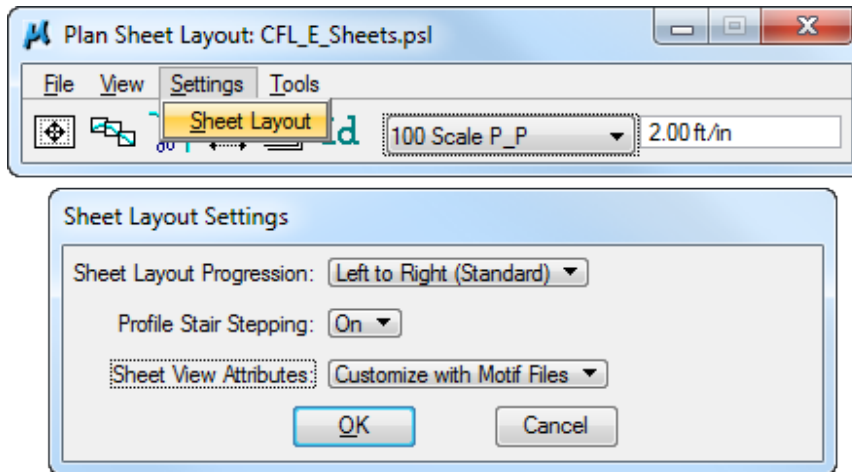 Plan Sheet Layout: CFL_E_Sheets.psl
File View Settings Tools
Sheet Layout
100 Scale P_P 2.00 ft/in
Sheet Layout Settings
Sheet Layout Progression: Left to Right (Standard)
Profile Stair Stepping: On
Sheet View Attributes: Customize with Motif Files
OK Cancel